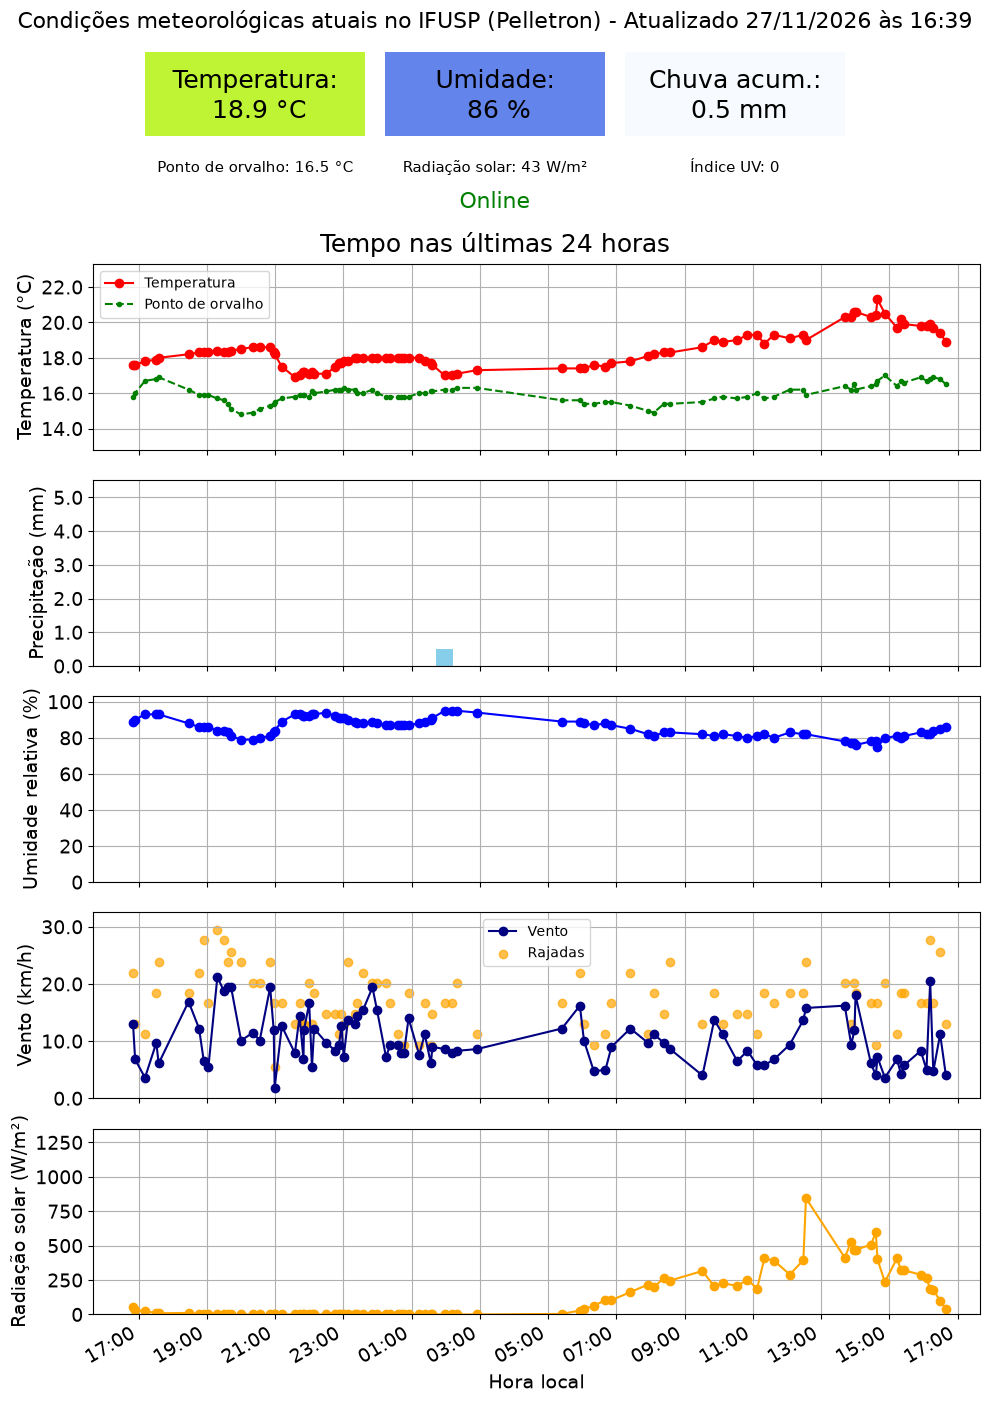 Condições meteorológicas atuais no IFUSP (Pelletron) - Atualizado 27/11/2026 às 16:39
Temperatura:
18.9 °C
Umidade:
86 %
Chuva acum.:
0.5 mm
Ponto de orvalho: 16.5 °C
Radiação solar: 43 W/m²
Índice UV: 0
Online
Tempo nas últimas 24 horas
Temperatura (°C)
22.0
20.0
18.0
16.0
14.0
Temperatura
Ponto de orvalho
Precipitação (mm)
5.0
4.0
3.0
2.0
1.0
0.0
Umidade relativa (%)
100
80
60
40
20
0
Vento (km/h)
30.0
20.0
10.0
0.0
Vento
Rajadas
Radiação solar (W/m²)
1250
1000
750
500
250
0
17:00
19:00
21:00
23:00
01:00
03:00
05:00
07:00
09:00
11:00
13:00
15:00
17:00
Hora local